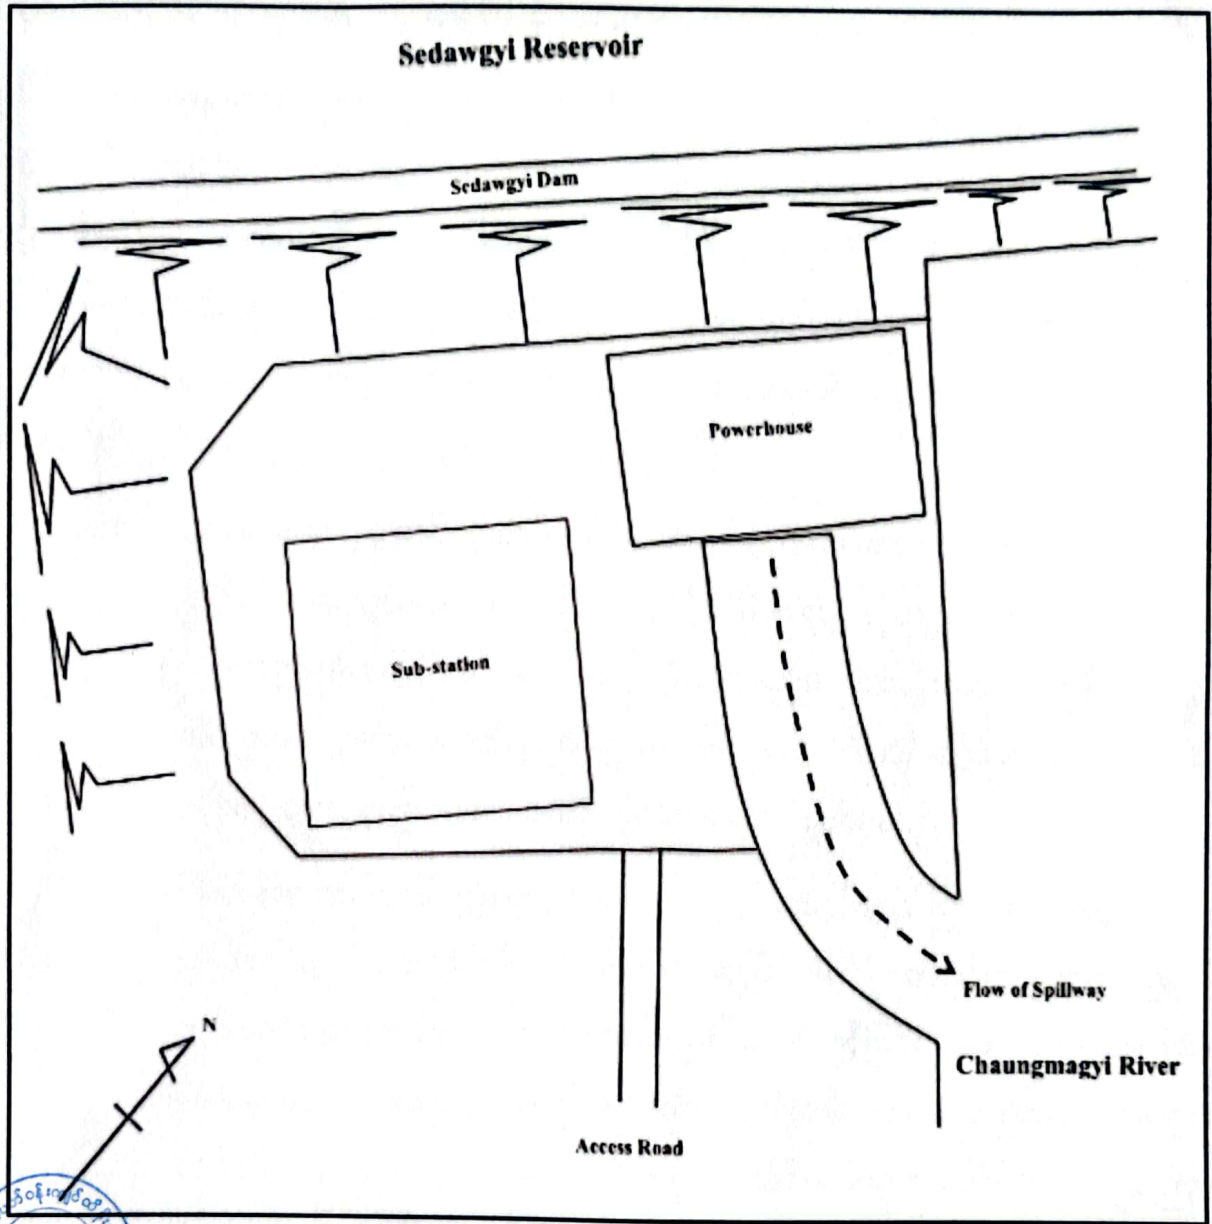 Sedawgyi Reservoir
Sedawgyi Dam
Powerhouse
Sub-station
Flow of Spillway
N
Chaungmagyi River
Access Road